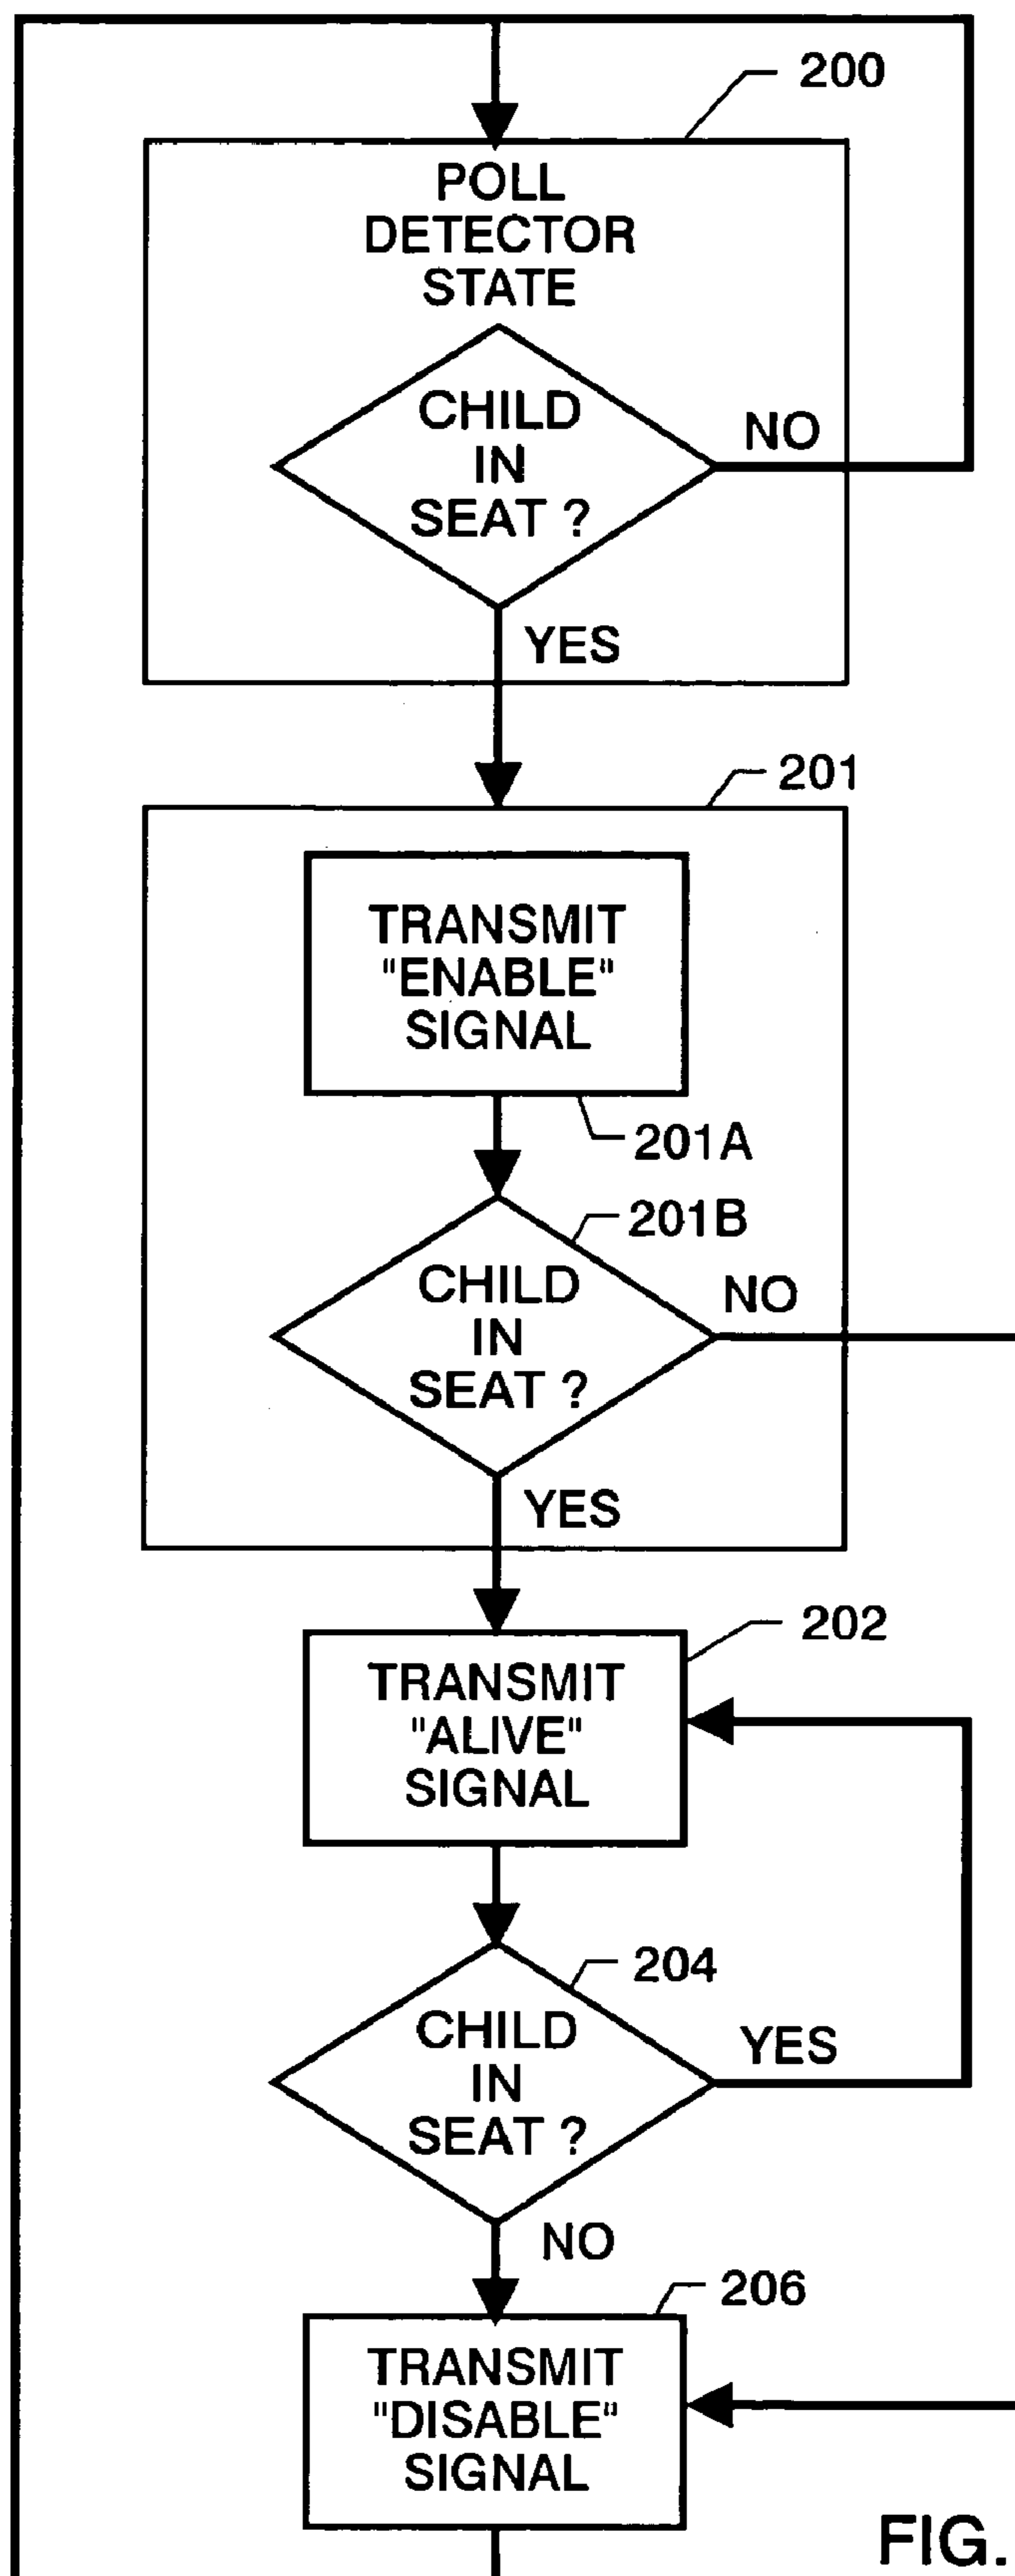 200
POLL
DETECTOR
STATE
CHILD
IN
SEAT ?
NO
YES
201
TRANSMIT
"ENABLE"
SIGNAL
201A
201B
CHILD
IN
SEAT ?
NO
YES
202
TRANSMIT
"ALIVE"
SIGNAL
204
CHILD
IN
SEAT ?
YES
NO
206
TRANSMIT
"DISABLE"
SIGNAL
FIG.